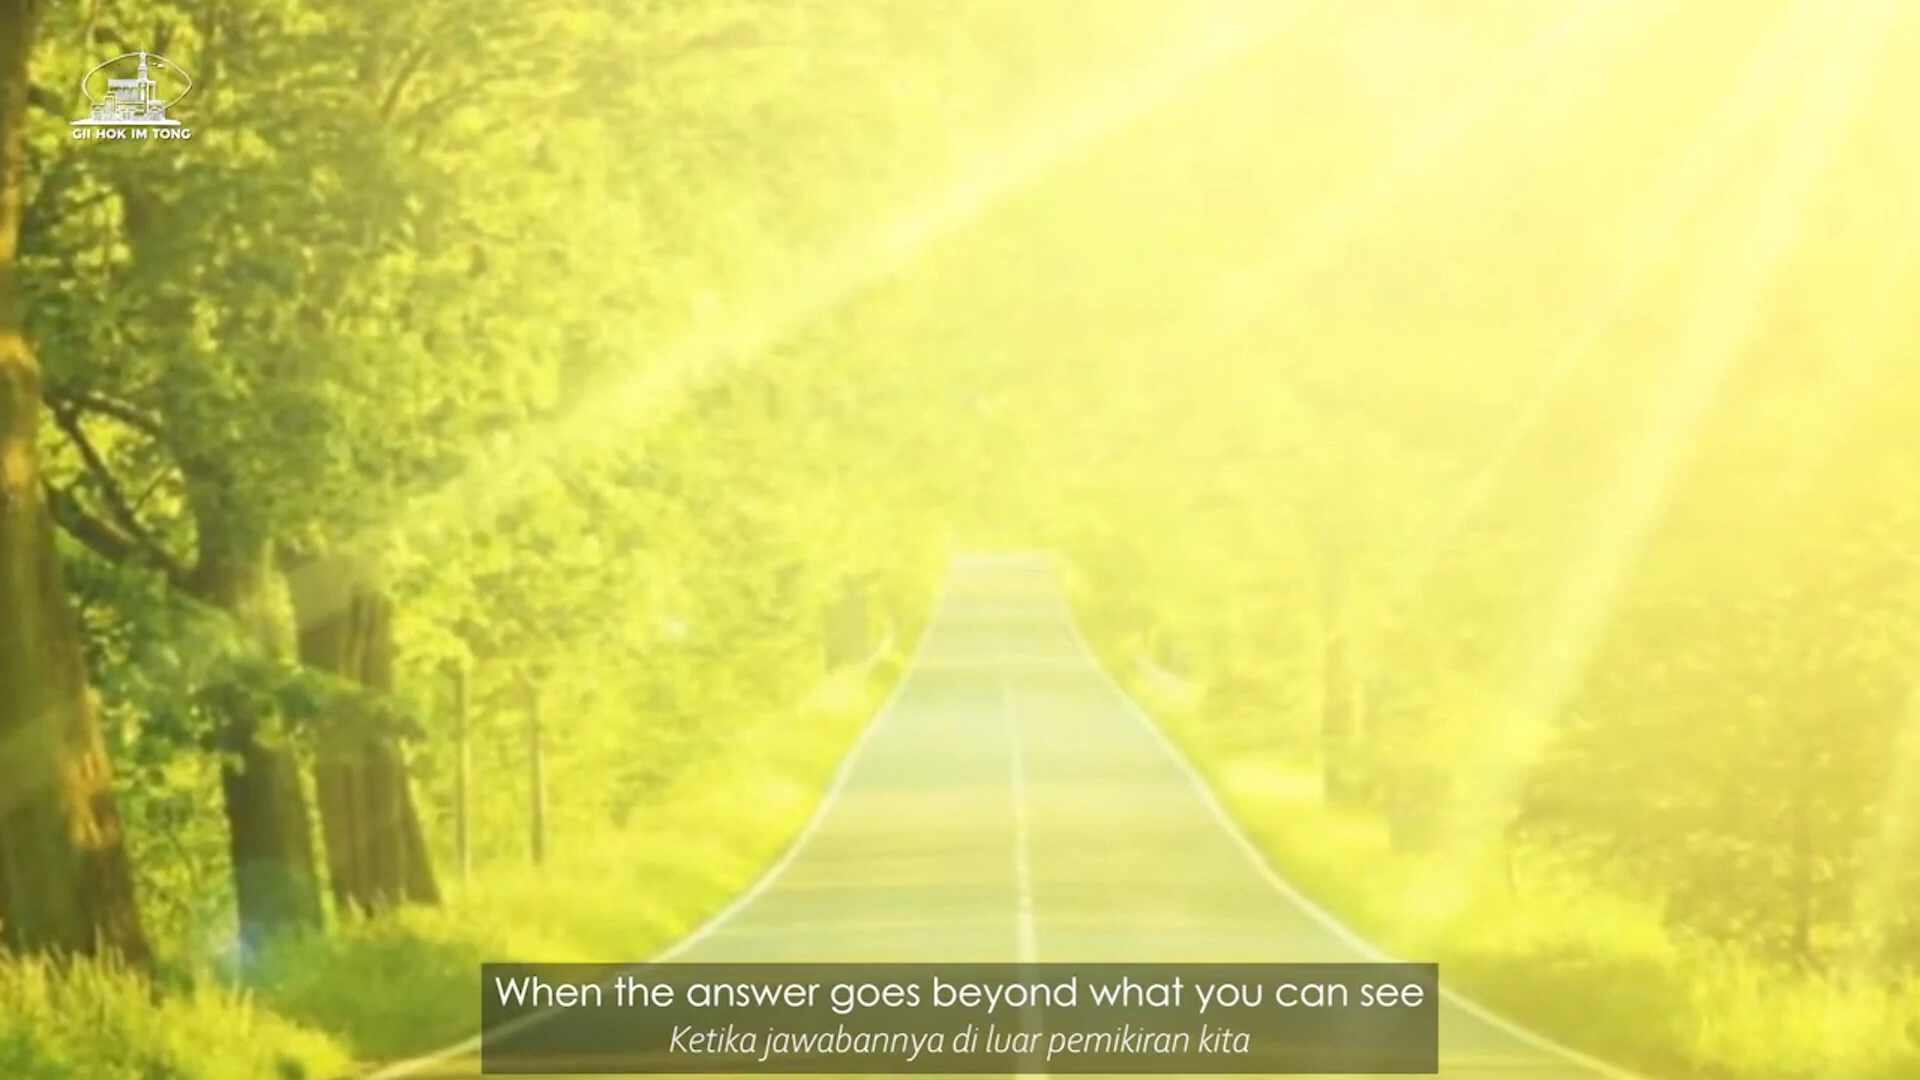 GII HOK IM TONG
When the answer goes beyond what you can see
Ketika jawabannya di luar pemikiran kita